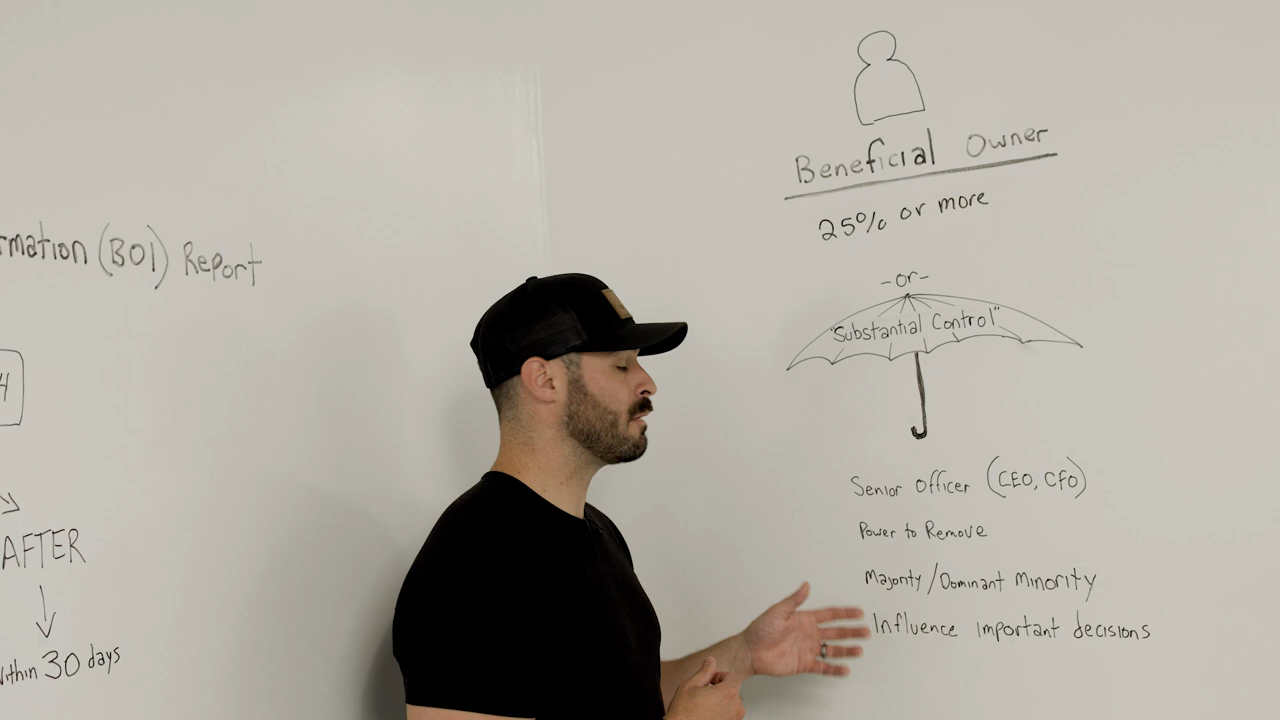 rmation (BOI) Report
4
AFTER
within 30 days
Beneficial Owner
25% or more
-or-
"Substantial Control"
Senior Officer (CEO, CFO)
Power to Remove
Majority/Dominant Minority
Influence important decisions